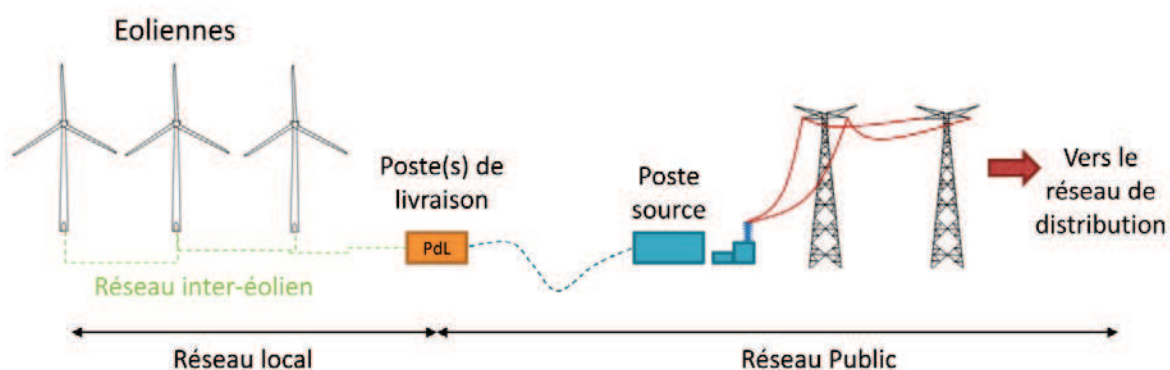 Eoliennes
Poste(s) de
livraison
PdL
Poste
source
Vers le
réseau de
distribution
Réseau inter-éolien
Réseau local
Réseau Public